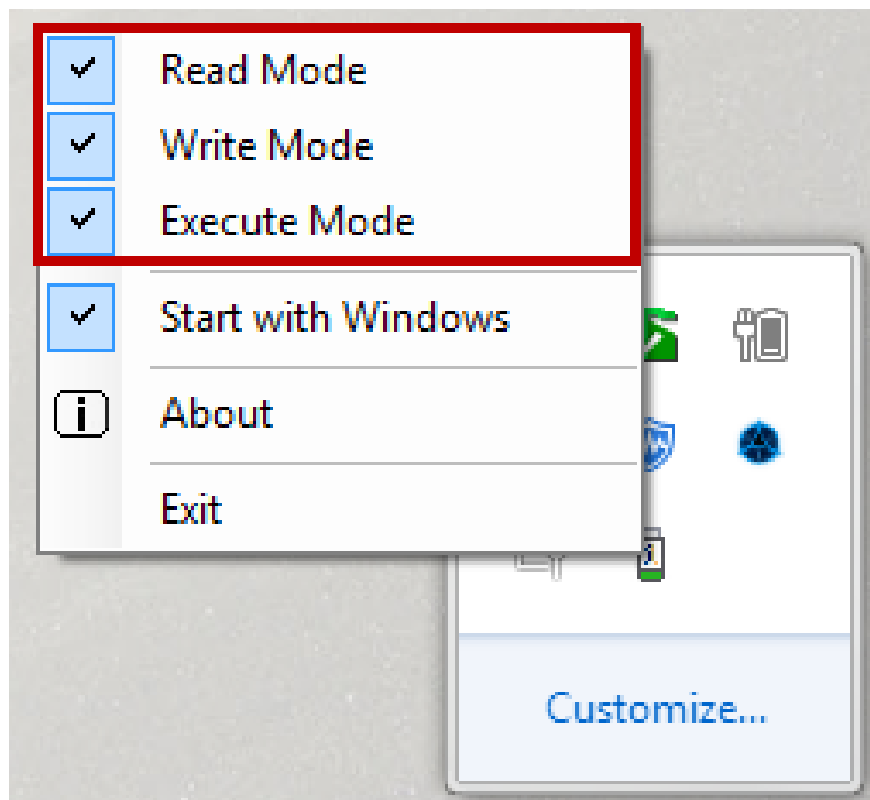 Read Mode
Write Mode
Execute Mode
Start with Windows
About
Exit
Customize...